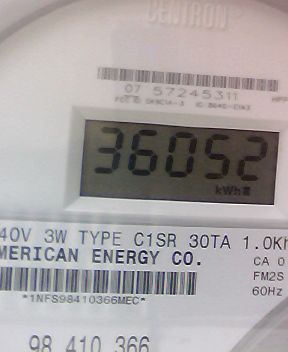 CENTRON
07 57245311
36052
kWh
40V 3W TYPE C1SR 30TA 1.0Kh
MERICAN ENERGY CO.
CA 0
FM2S
60Hz
*1NFS98410366MEC*
98 410 366